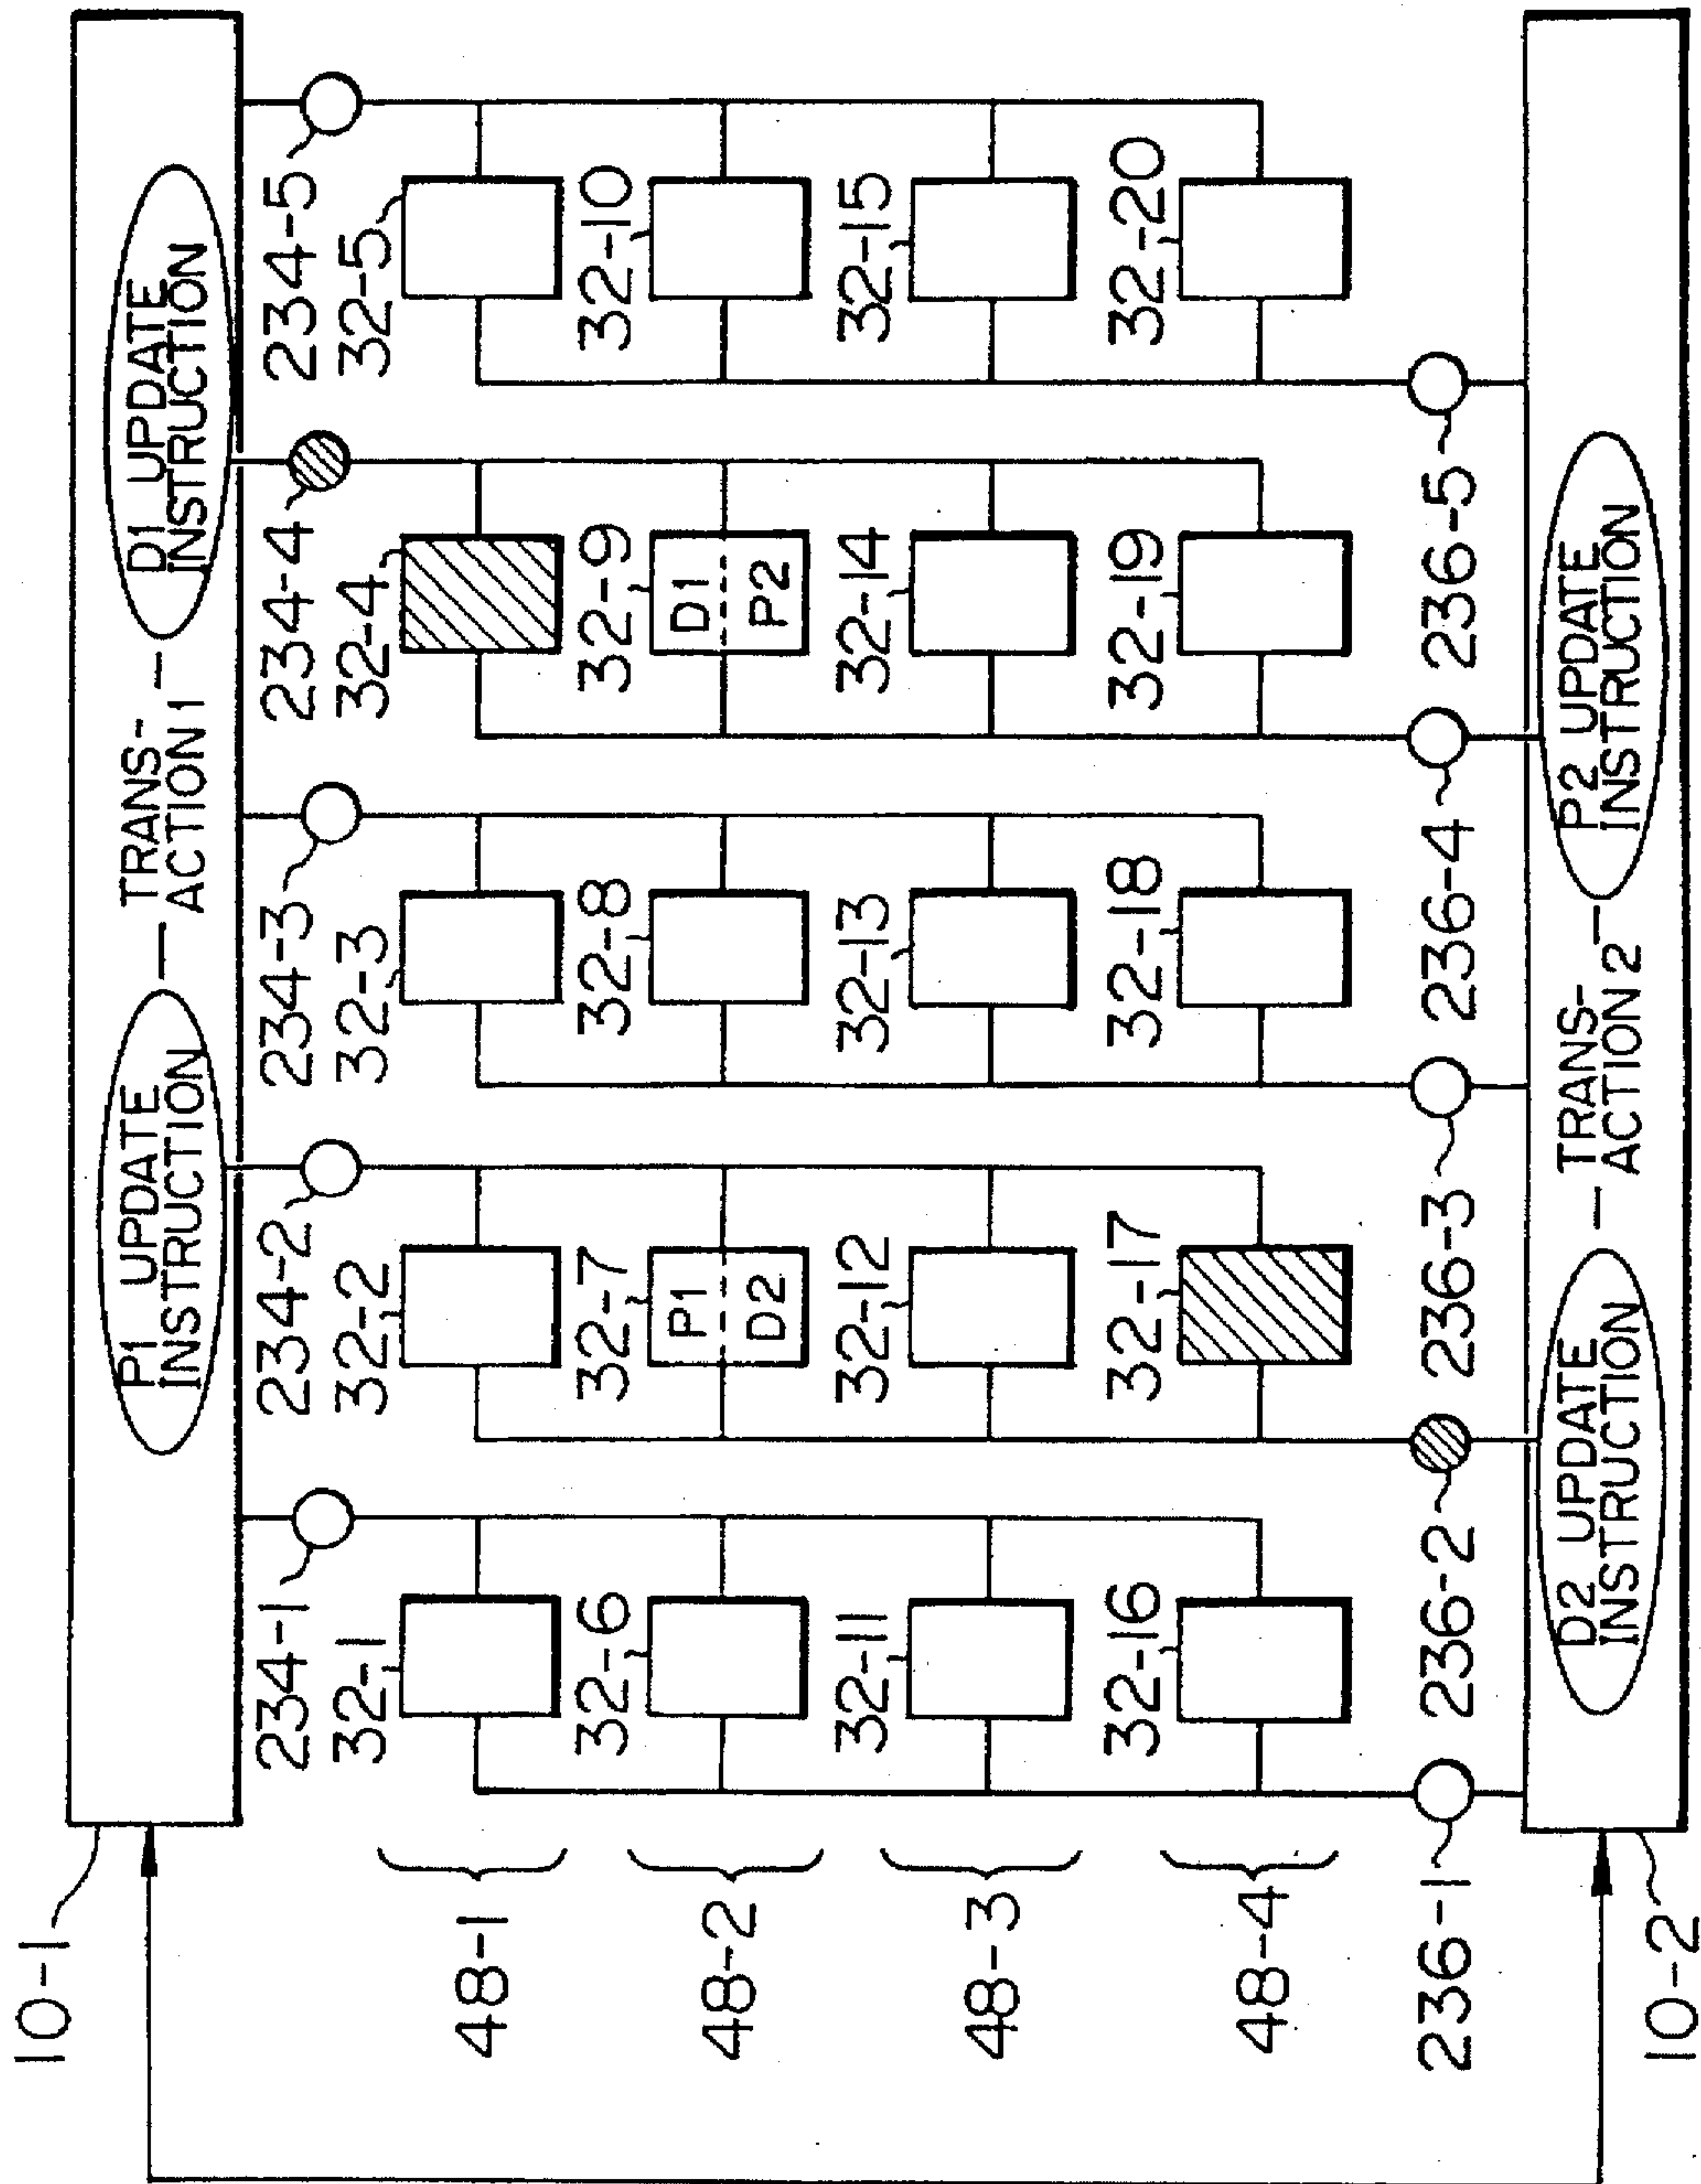 10-1
P1 UPDATE
INSTRUCTION
TRANS-
ACTION 1
D1 UPDATE
INSTRUCTION
234-1
234-2
234-3
234-4
234-5
48-1
32-1
32-2
32-3
32-4
32-5
48-2
32-6
32-7
P1
D2
32-8
32-9
D1
P2
32-10
48-3
32-11
32-12
32-13
32-14
32-15
48-4
32-16
32-17
32-18
32-19
32-20
236-1
236-2
236-3
236-4
236-5
10-2
D2 UPDATE
INSTRUCTION
TRANS-
ACTION 2
P2 UPDATE
INSTRUCTION